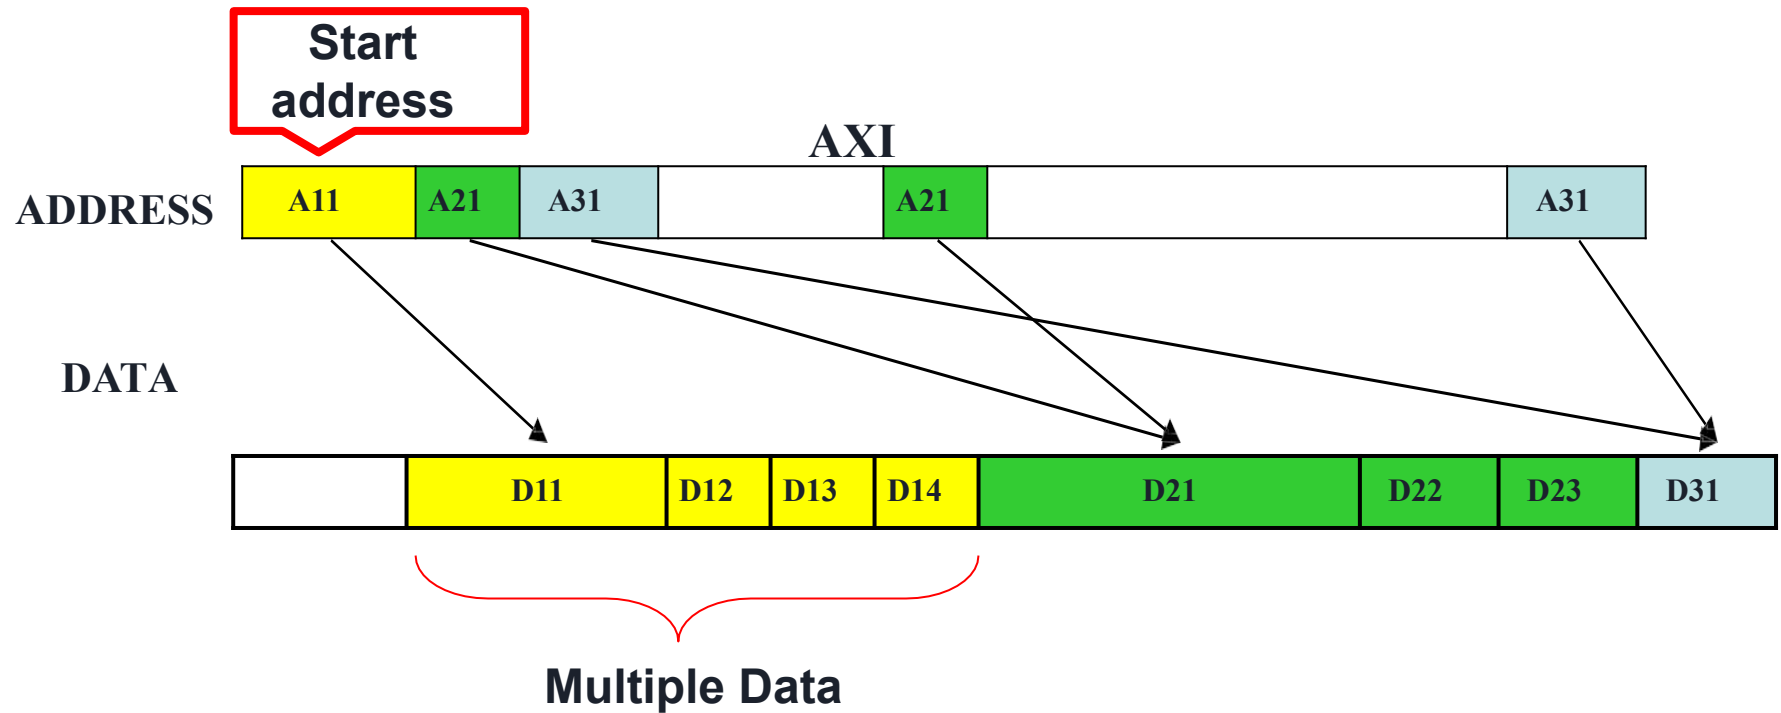 Start
address
AXI
ADDRESS
A11 A21 A31 A21 A31
DATA
D11 D12 D13 D14 D21 D22 D23 D31
Multiple Data